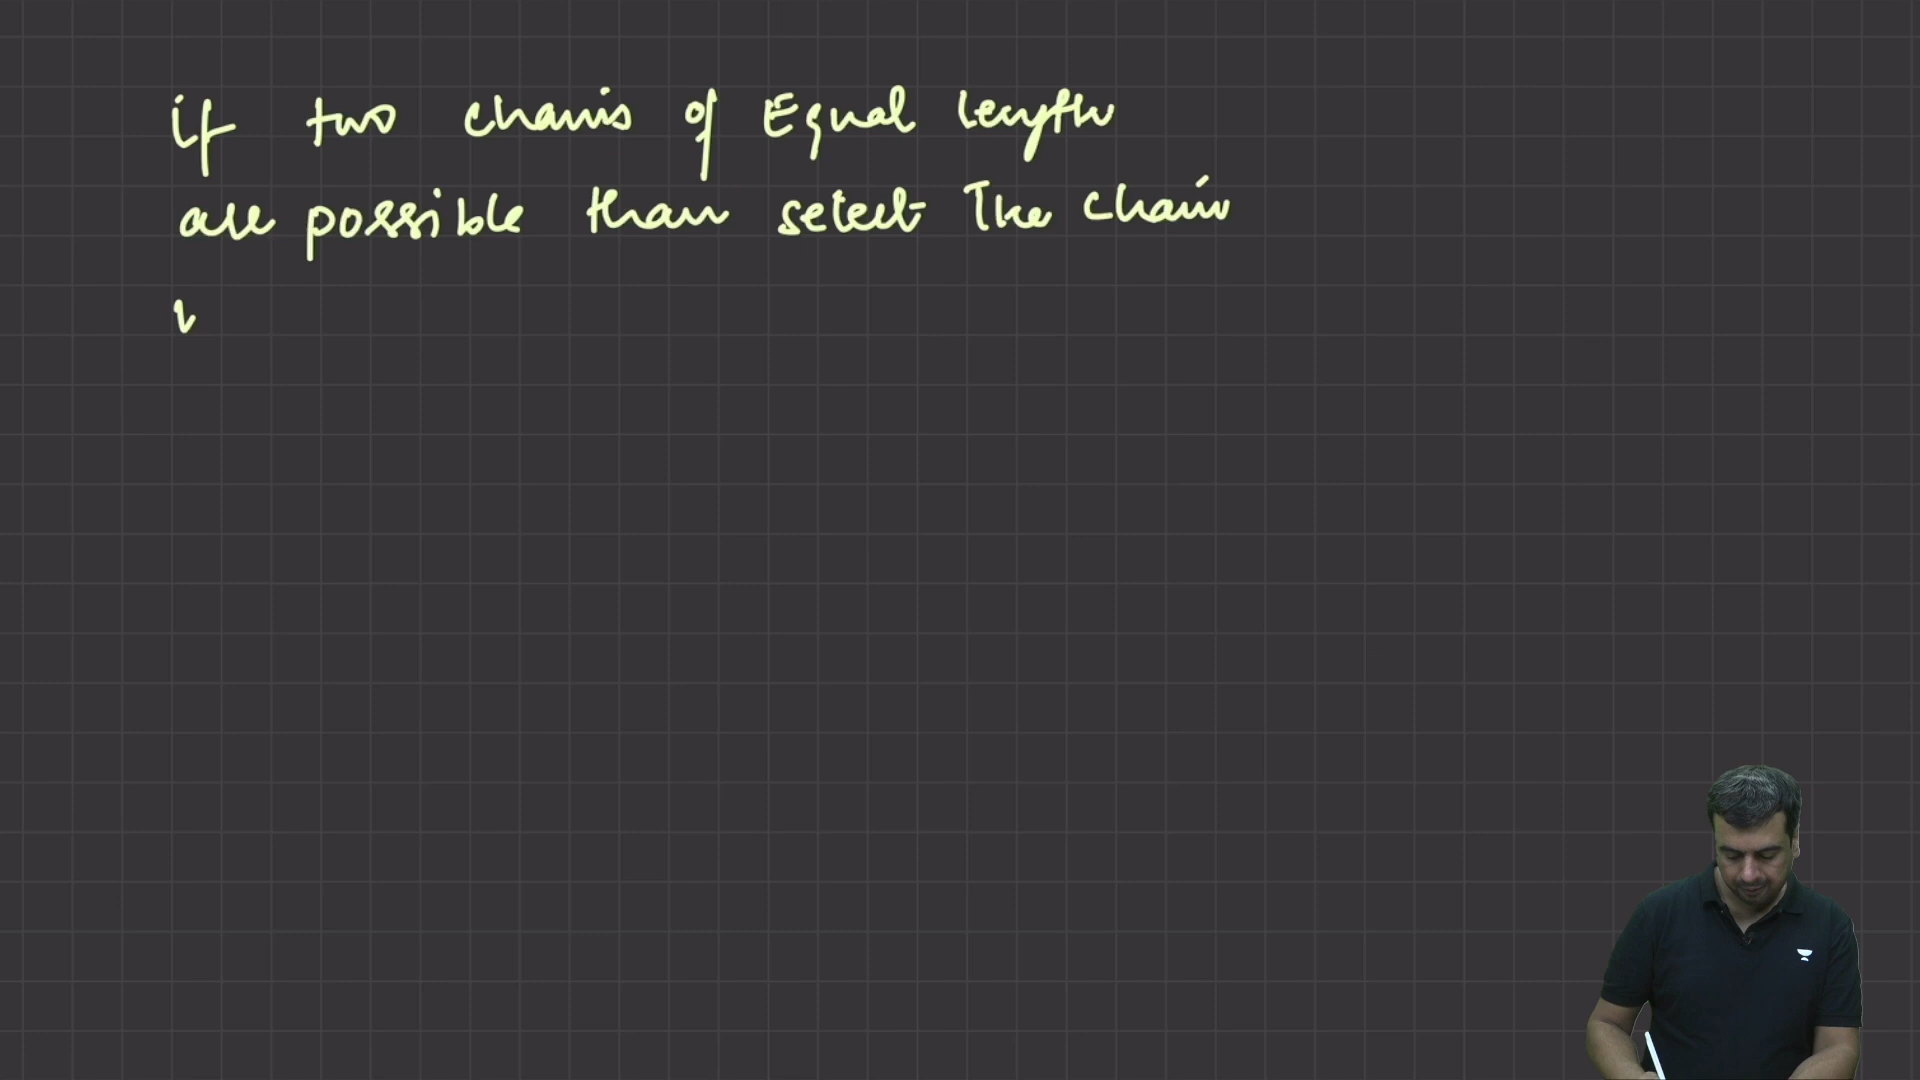 if two chains of Equal length
are possible than select The chain